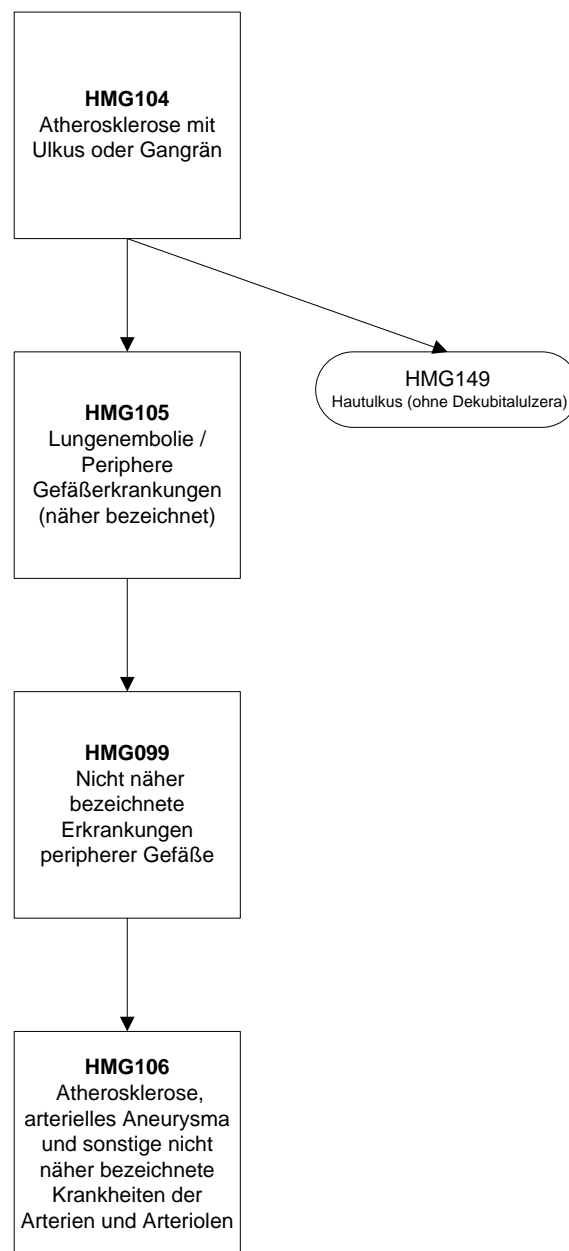 HMG104
Atherosklerose mit
Ulkus oder Gangrän
HMG149
Hautulkus (ohne Dekubitalulzera)
HMG105
Lungenembolie /
Periphere
Gefäßerkrankungen
(näher bezeichnet)
HMG099
Nicht näher
bezeichnete
Erkrankungen
peripherer Gefäße
HMG106
Atherosklerose,
arterielles Aneurysma
und sonstige nicht
näher bezeichnete
Krankheiten der
Arterien und Arteriolen